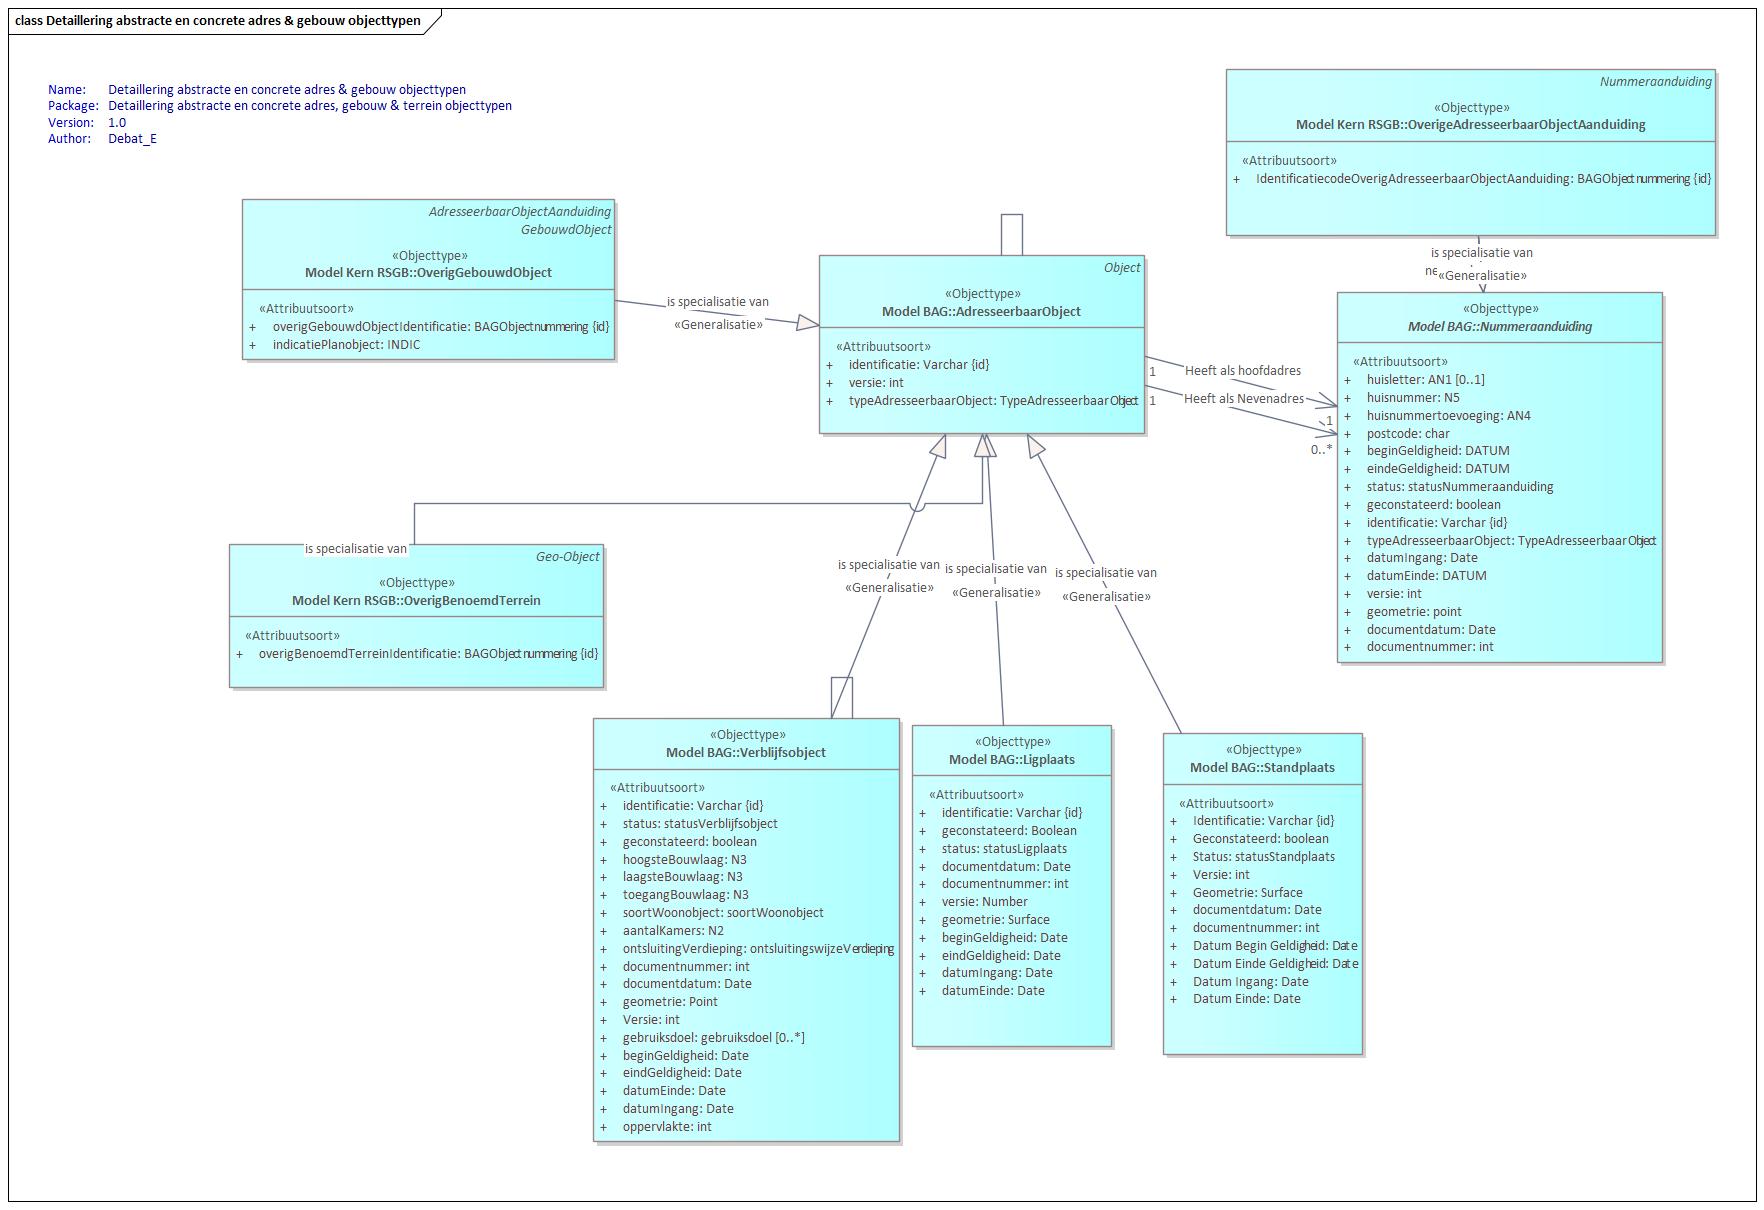 class Detaillering abstracte en concrete adres & gebouw objecttypen
Name: Detaillering abstracte en concrete adres & gebouw objecttypen
Package: Detaillering abstracte en concrete adres, gebouw & terrein objecttypen
Version: 1.0
Author: Debat_E
Nummeraanduiding
«Objecttype»
Model Kern RSGB::OverigeAdresseerbaarObjectAanduiding
«Attribuutsoort»
+ IdentificatiecodeOverigAdresseerbaarObjectAanduiding: BAGObjectnummering {id}
is specialisatie van
«Generalisatie»
AdresseerbaarObjectAanduiding
GebouwdObject
«Objecttype»
Model Kern RSGB::OverigGebouwdObject
«Attribuutsoort»
+ overigGebouwdObjectIdentificatie: BAGObjectnummering {id}
+ indicatiePlanobject: INDIC
is specialisatie van
«Generalisatie»
Object
«Objecttype»
Model BAG::AdresseerbaarObject
«Attribuutsoort»
+ identificatie: Varchar {id}
+ versie: int
+ typeAdresseerbaarObject: TypeAdresseerbaarObject
1
Heeft als hoofdadres
1
1
Heeft als Nevenadres
0..*
«Objecttype»
Model BAG::Nummeraanduiding
«Attribuutsoort»
+ huisletter: AN1 [0..1]
+ huisnummer: N5
+ huisnummertoevoeging: AN4
+ postcode: char
+ beginGeldigheid: DATUM
+ eindeGeldigheid: DATUM
+ status: statusNummeraanduiding
+ geconstateerd: boolean
+ identificatie: Varchar {id}
+ typeAdresseerbaarObject: TypeAdresseerbaarObject
+ datumIngang: Date
+ datumEinde: DATUM
+ versie: int
+ geometrie: point
+ documentdatum: Date
+ documentnummer: int
is specialisatie van
Geo-Object
«Objecttype»
Model Kern RSGB::OverigBenoemdTerrein
«Attribuutsoort»
+ overigBenoemdTerreinIdentificatie: BAGObjectnummering {id}
is specialisatie van
«Generalisatie»
is specialisatie van
«Generalisatie»
is specialisatie van
«Generalisatie»
«Objecttype»
Model BAG::Verblijfsobject
«Attribuutsoort»
+ identificatie: Varchar {id}
+ status: statusVerblijfsobject
+ geconstateerd: boolean
+ hoogsteBouwlaag: N3
+ laagsteBouwlaag: N3
+ toegangBouwlaag: N3
+ soortWoonobject: soortWoonobject
+ aantalKamers: N2
+ ontsluitingVerdieping: ontsluitingswijzeVerdieping
+ documentnummer: int
+ documentdatum: Date
+ geometrie: Point
+ Versie: int
+ gebruiksdoel: gebruiksdoel [0..*]
+ beginGeldigheid: Date
+ eindGeldigheid: Date
+ datumEinde: Date
+ datumIngang: Date
+ oppervlakte: int
«Objecttype»
Model BAG::Ligplaats
«Attribuutsoort»
+ identificatie: Varchar {id}
+ geconstateerd: Boolean
+ status: statusLigplaats
+ documentdatum: Date
+ documentnummer: int
+ versie: Number
+ geometrie: Surface
+ beginGeldigheid: Date
+ eindGeldigheid: Date
+ datumIngang: Date
+ datumEinde: Date
«Objecttype»
Model BAG::Standplaats
«Attribuutsoort»
+ Identificatie: Varchar {id}
+ Geconstateerd: boolean
+ Status: statusStandplaats
+ Versie: int
+ Geometrie: Surface
+ documentdatum: Date
+ documentnummer: int
+ Datum Begin Geldigheid: Date
+ Datum Einde Geldigheid: Date
+ Datum Ingang: Date
+ Datum Einde: Date